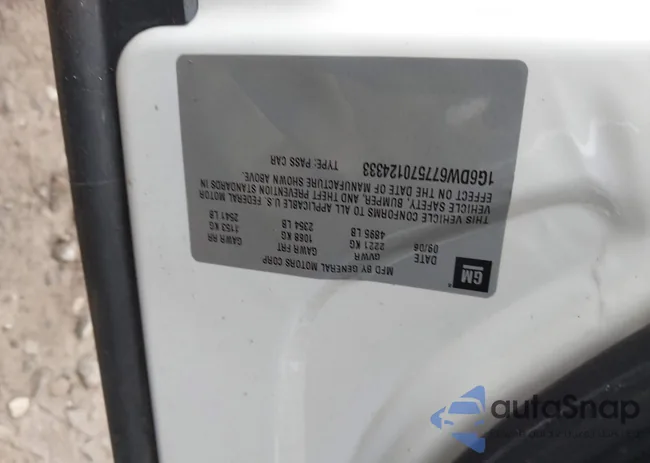 GM
MFD BY GENERAL MOTORS CORP
DATE GVWR GAWR FRT GAWR RR
09/06 2221 KG 1068 KG 1153 KG
4895 LB 2354 LB 2541 LB
THIS VEHICLE CONFORMS TO ALL APPLICABLE U.S. FEDERAL MOTOR
VEHICLE SAFETY, BUMPER, AND THEFT PREVENTION STANDARDS IN
EFFECT ON THE DATE OF MANUFACTURE SHOWN ABOVE.
1G6DW677570124333 TYPE: PASS CAR
autoSnap